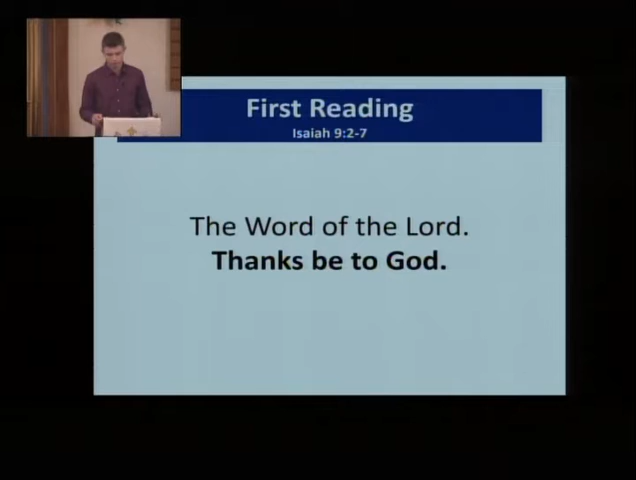 First Reading
Isaiah 9:2-7
The Word of the Lord.
Thanks be to God.